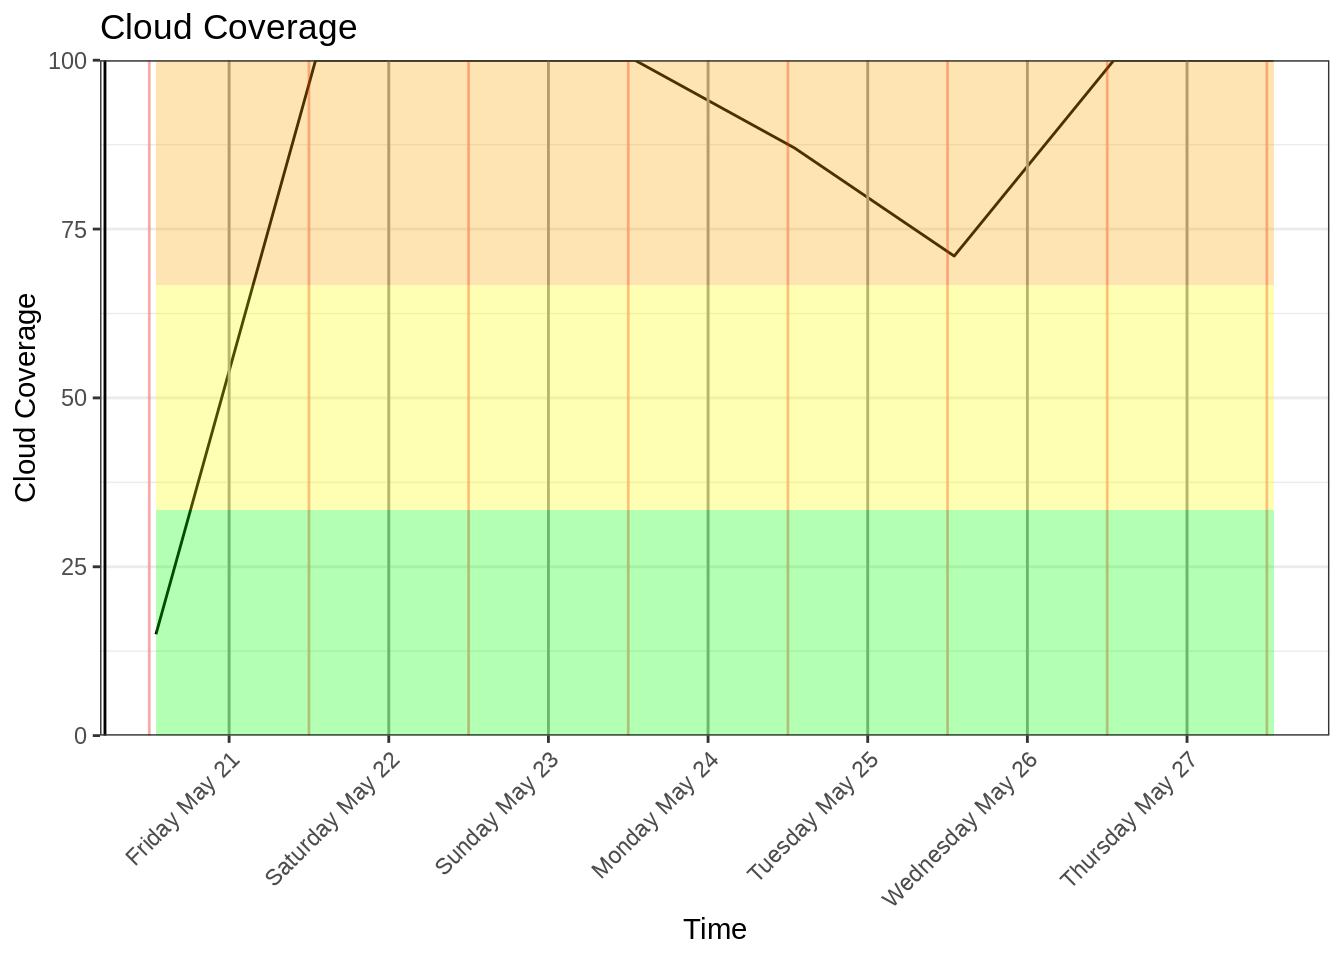 Cloud Coverage
Cloud Coverage
100
75
50
25
0
Friday May 21
Saturday May 22
Sunday May 23
Monday May 24
Tuesday May 25
Wednesday May 26
Thursday May 27
Time